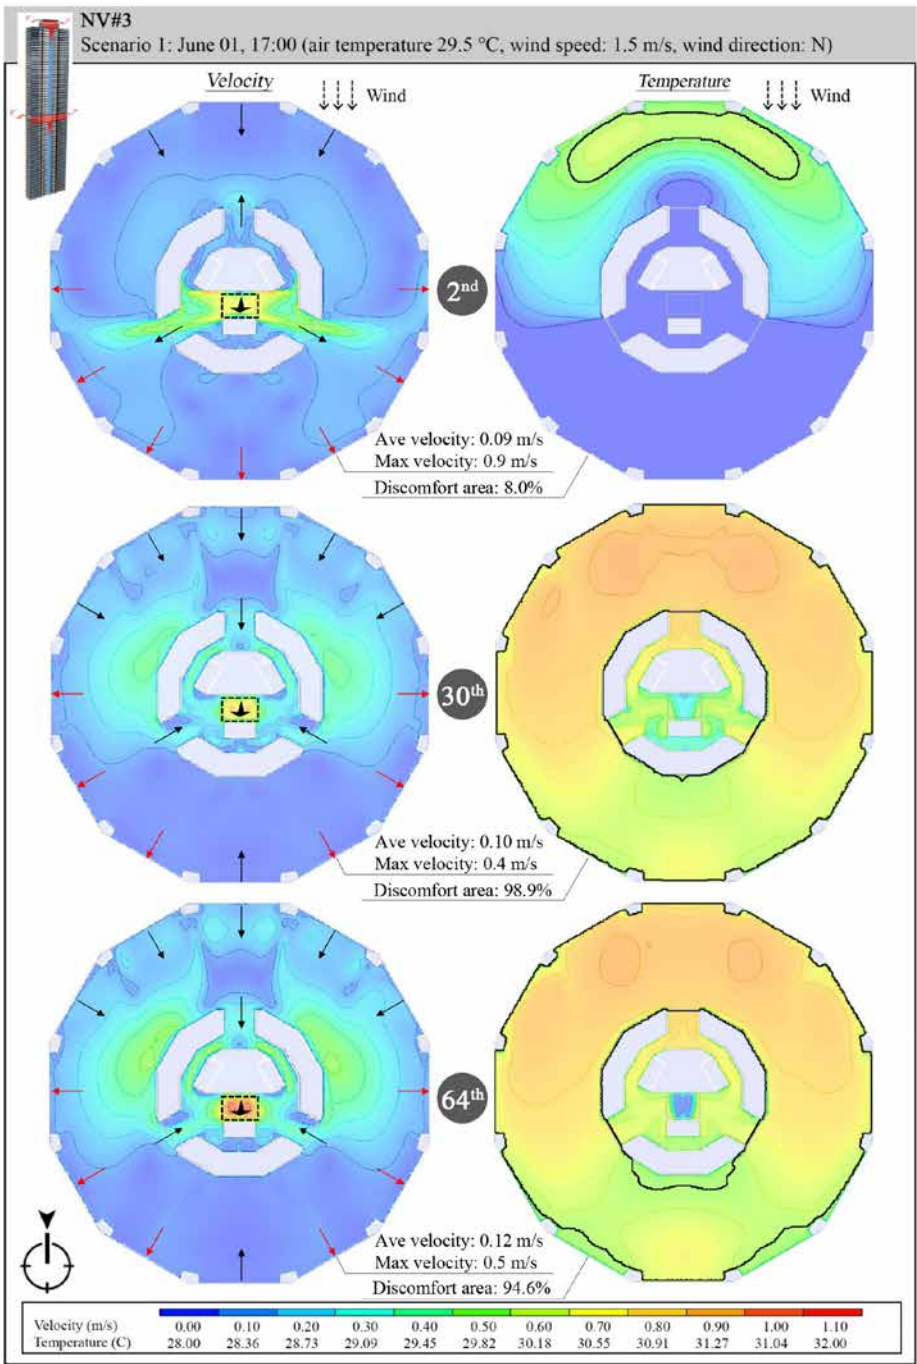 NV#3
Scenario 1: June 01, 17:00 (air temperature 29.5 °C, wind speed: 1.5 m/s, wind direction: N)
Velocity
Wind
Temperature
Wind
2nd
Ave velocity: 0.09 m/s
Max velocity: 0.9 m/s
Discomfort area: 8.0%
30th
Ave velocity: 0.10 m/s
Max velocity: 0.4 m/s
Discomfort area: 98.9%
64th
Ave velocity: 0.12 m/s
Max velocity: 0.5 m/s
Discomfort area: 94.6%
Velocity (m/s) 0.00 0.10 0.20 0.30 0.40 0.50 0.60 0.70 0.80 0.90 1.00 1.10
Temperature (C) 28.00 28.36 28.73 29.09 29.45 29.82 30.18 30.55 30.91 31.27 31.04 32.00